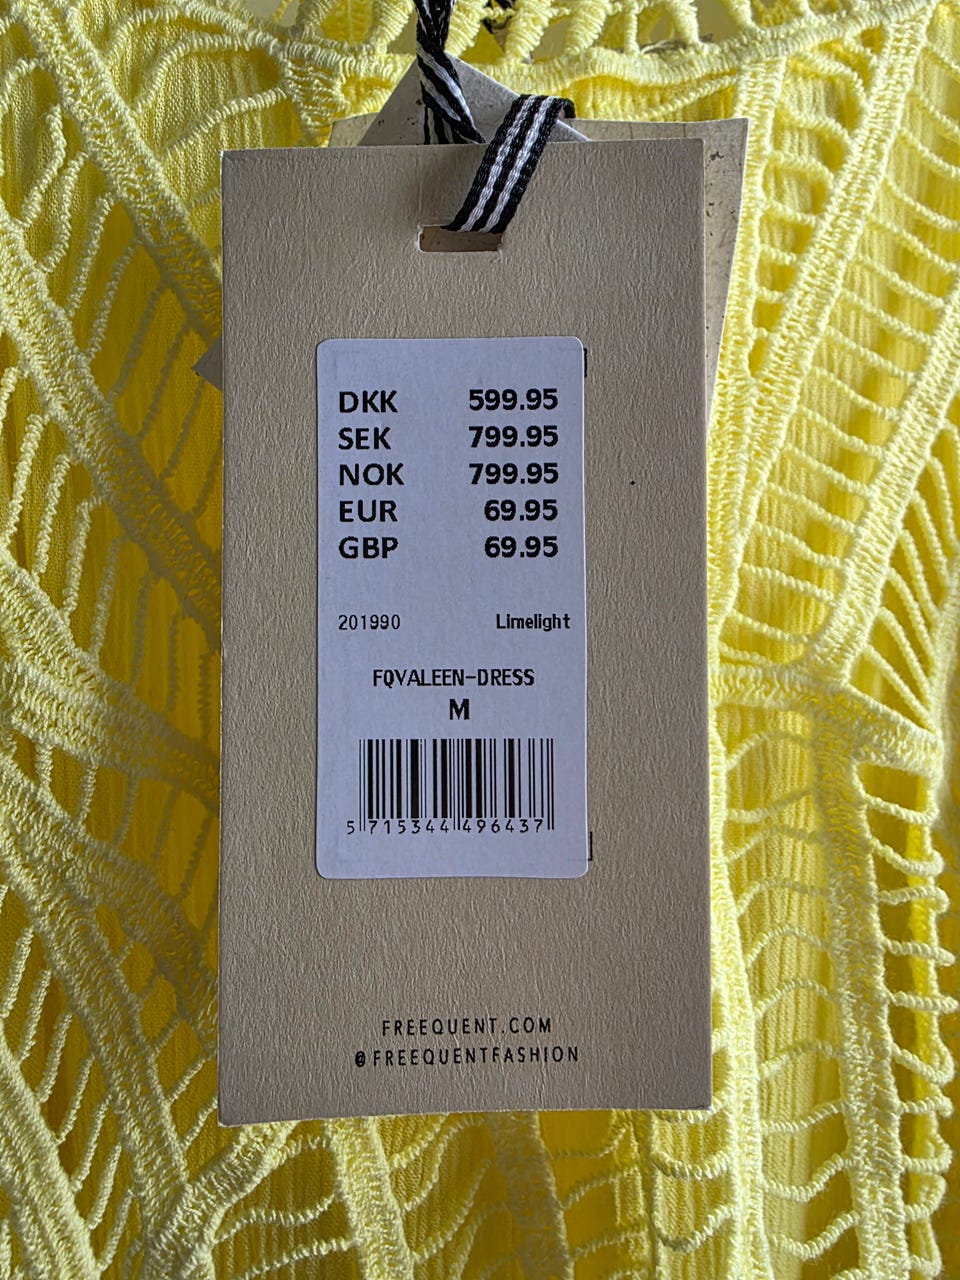 DKK 599.95
SEK 799.95
NOK 799.95
EUR 69.95
GBP 69.95
201990 Limelight
FQVALEEN-DRESS
M
5 715344 496437
FREEQUENT.COM
@FREEQUENTFASHION